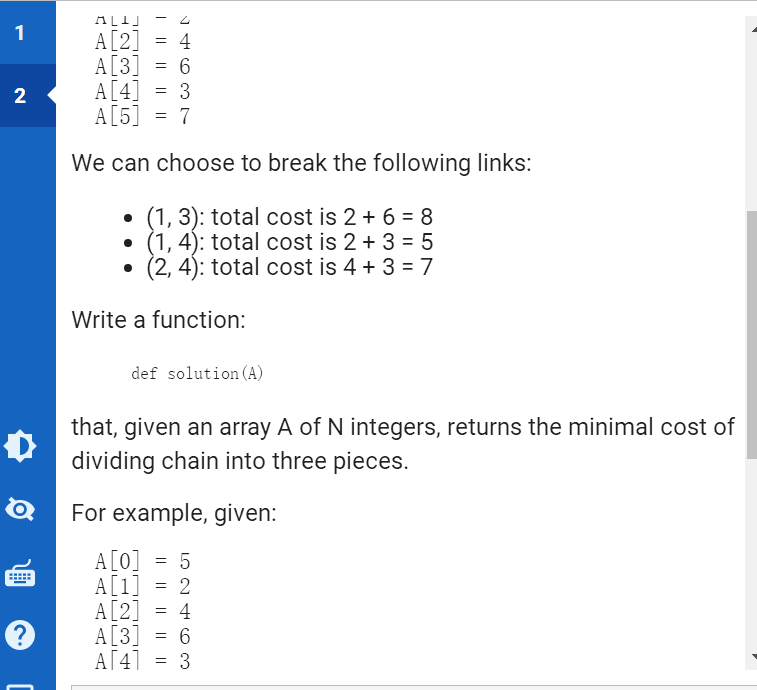 1
2
A[1] = 2
A[2] = 4
A[3] = 6
A[4] = 3
A[5] = 7
We can choose to break the following links:
• (1, 3): total cost is 2 + 6 = 8
• (1, 4): total cost is 2 + 3 = 5
• (2, 4): total cost is 4 + 3 = 7
Write a function:
def solution(A)
that, given an array A of N integers, returns the minimal cost of
dividing chain into three pieces.
For example, given:
A[0] = 5
A[1] = 2
A[2] = 4
A[3] = 6
A[4] = 3
?